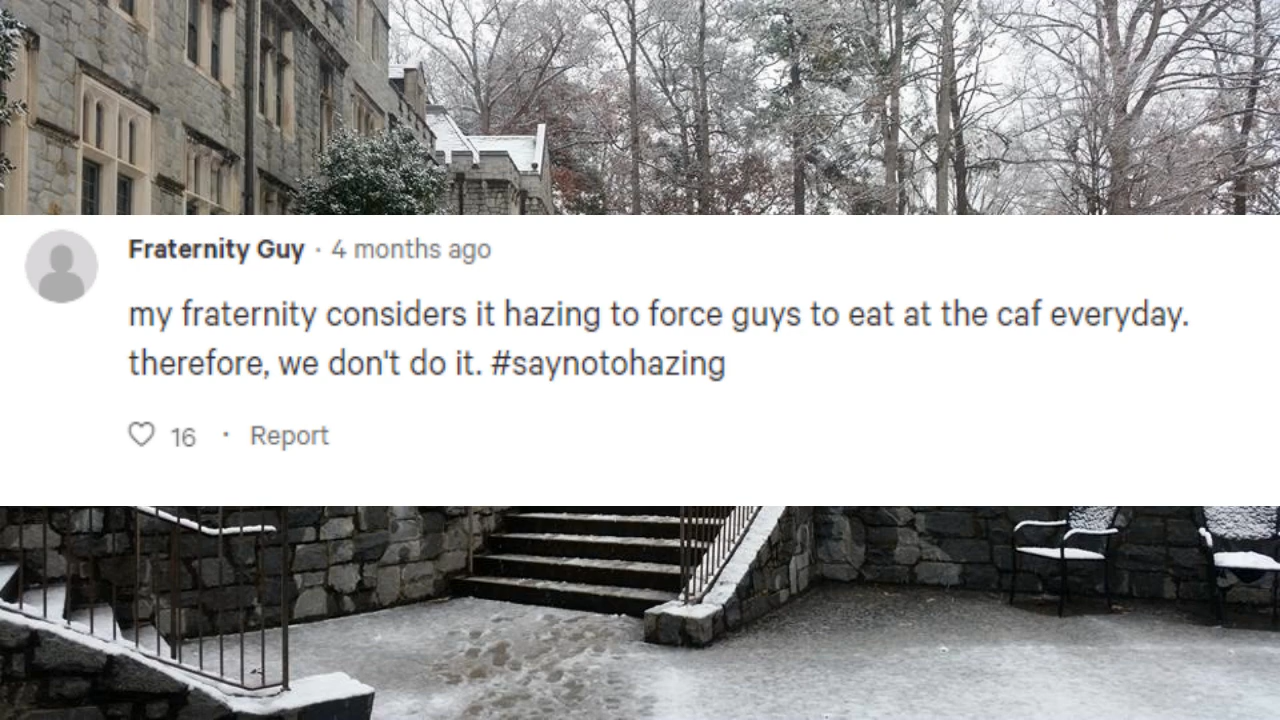 Fraternity Guy · 4 months ago
my fraternity considers it hazing to force guys to eat at the caf everyday.
therefore, we don't do it. #saynotohazing
16 · Report